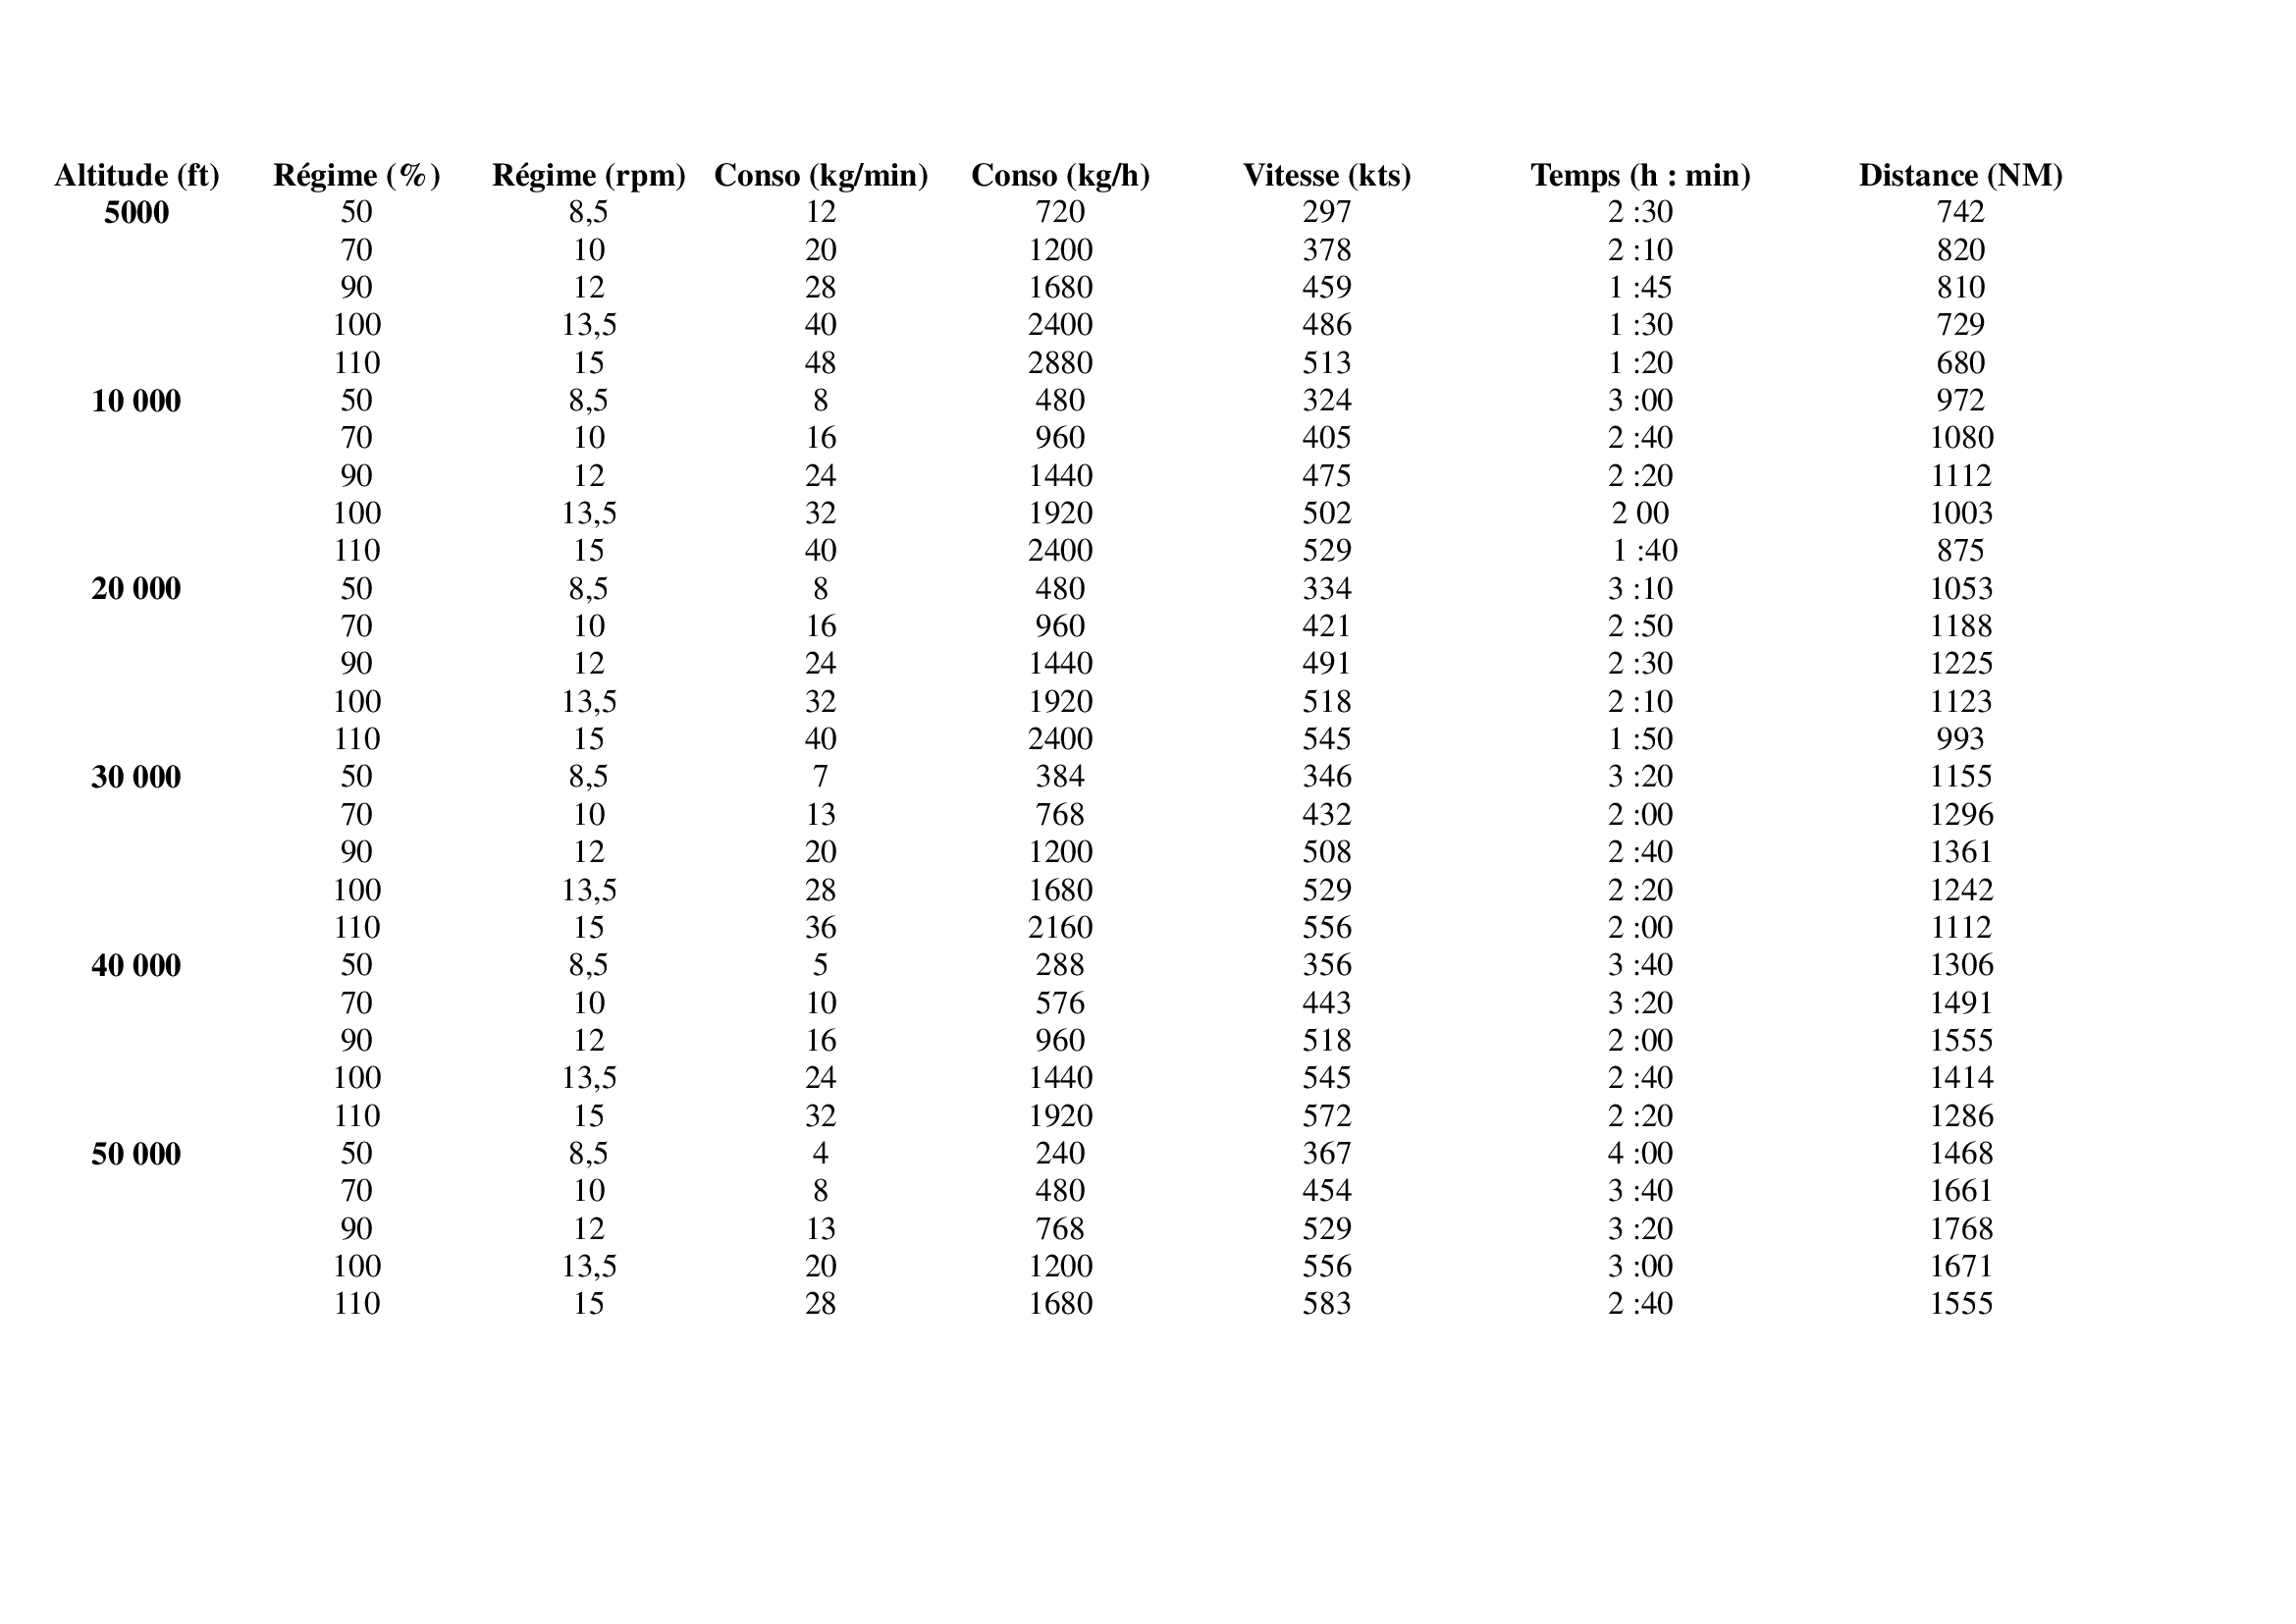 Altitude (ft) Régime (%) Régime (rpm) Conso (kg/min) Conso (kg/h) Vitesse (kts) Temps (h : min) Distance (NM)
5000 50 8,5 12 720 297 2 :30 742
70 10 20 1200 378 2 :10 820
90 12 28 1680 459 1 :45 810
100 13,5 40 2400 486 1 :30 729
110 15 48 2880 513 1 :20 680
10 000 50 8,5 8 480 324 3 :00 972
70 10 16 960 405 2 :40 1080
90 12 24 1440 475 2 :20 1112
100 13,5 32 1920 502 2 00 1003
110 15 40 2400 529 1 :40 875
20 000 50 8,5 8 480 334 3 :10 1053
70 10 16 960 421 2 :50 1188
90 12 24 1440 491 2 :30 1225
100 13,5 32 1920 518 2 :10 1123
110 15 40 2400 545 1 :50 993
30 000 50 8,5 7 384 346 3 :20 1155
70 10 13 768 432 2 :00 1296
90 12 20 1200 508 2 :40 1361
100 13,5 28 1680 529 2 :20 1242
110 15 36 2160 556 2 :00 1112
40 000 50 8,5 5 288 356 3 :40 1306
70 10 10 576 443 3 :20 1491
90 12 16 960 518 2 :00 1555
100 13,5 24 1440 545 2 :40 1414
110 15 32 1920 572 2 :20 1286
50 000 50 8,5 4 240 367 4 :00 1468
70 10 8 480 454 3 :40 1661
90 12 13 768 529 3 :20 1768
100 13,5 20 1200 556 3 :00 1671
110 15 28 1680 583 2 :40 1555